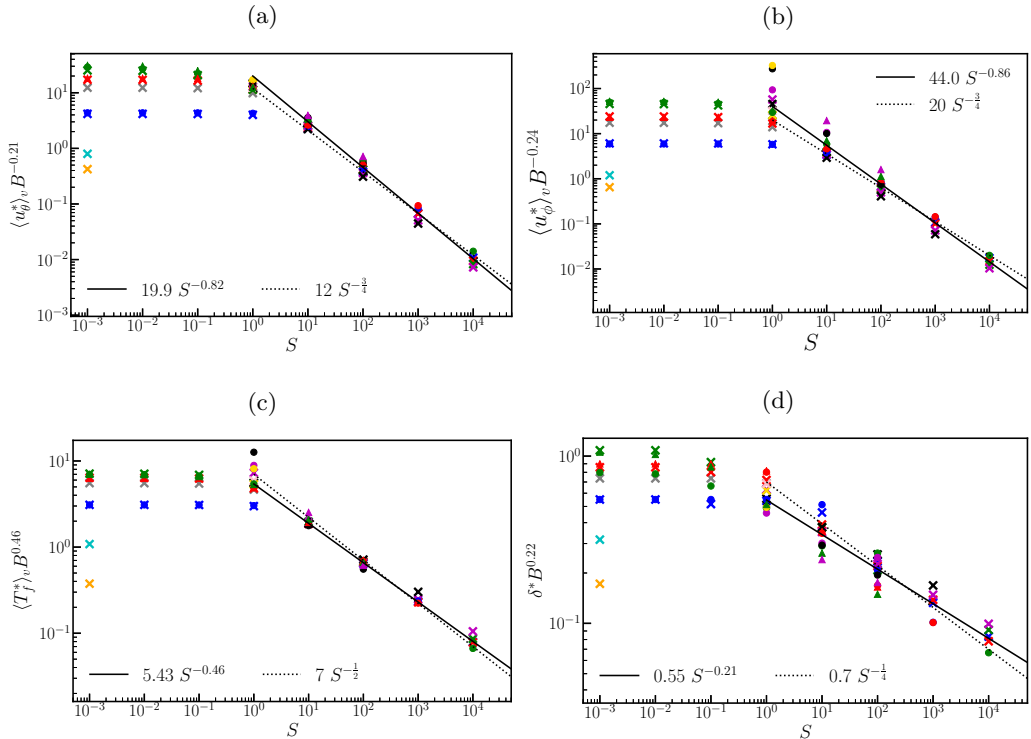 (a)
10^1
10^0
10^{-1}
10^{-2}
10^{-3}
⟨u_θ^*⟩_v B^{-0.21}
19.9 S^{-0.82}
12 S^{-\frac{3}{4}}
10^{-3} 10^{-2} 10^{-1} 10^0 10^1 10^2 10^3 10^4
S
(b)
10^2
10^1
10^0
10^{-1}
10^{-2}
⟨u_ϕ^*⟩_v B^{-0.24}
44.0 S^{-0.86}
20 S^{-\frac{3}{4}}
10^{-3} 10^{-2} 10^{-1} 10^0 10^1 10^2 10^3 10^4
S
(c)
10^1
10^0
10^{-1}
⟨T_f^*⟩_v B^{0.46}
5.43 S^{-0.46}
7 S^{-\frac{1}{2}}
10^{-3} 10^{-2} 10^{-1} 10^0 10^1 10^2 10^3 10^4
S
(d)
10^0
10^{-1}
δ^* B^{0.22}
0.55 S^{-0.21}
0.7 S^{-\frac{1}{4}}
10^{-3} 10^{-2} 10^{-1} 10^0 10^1 10^2 10^3 10^4
S